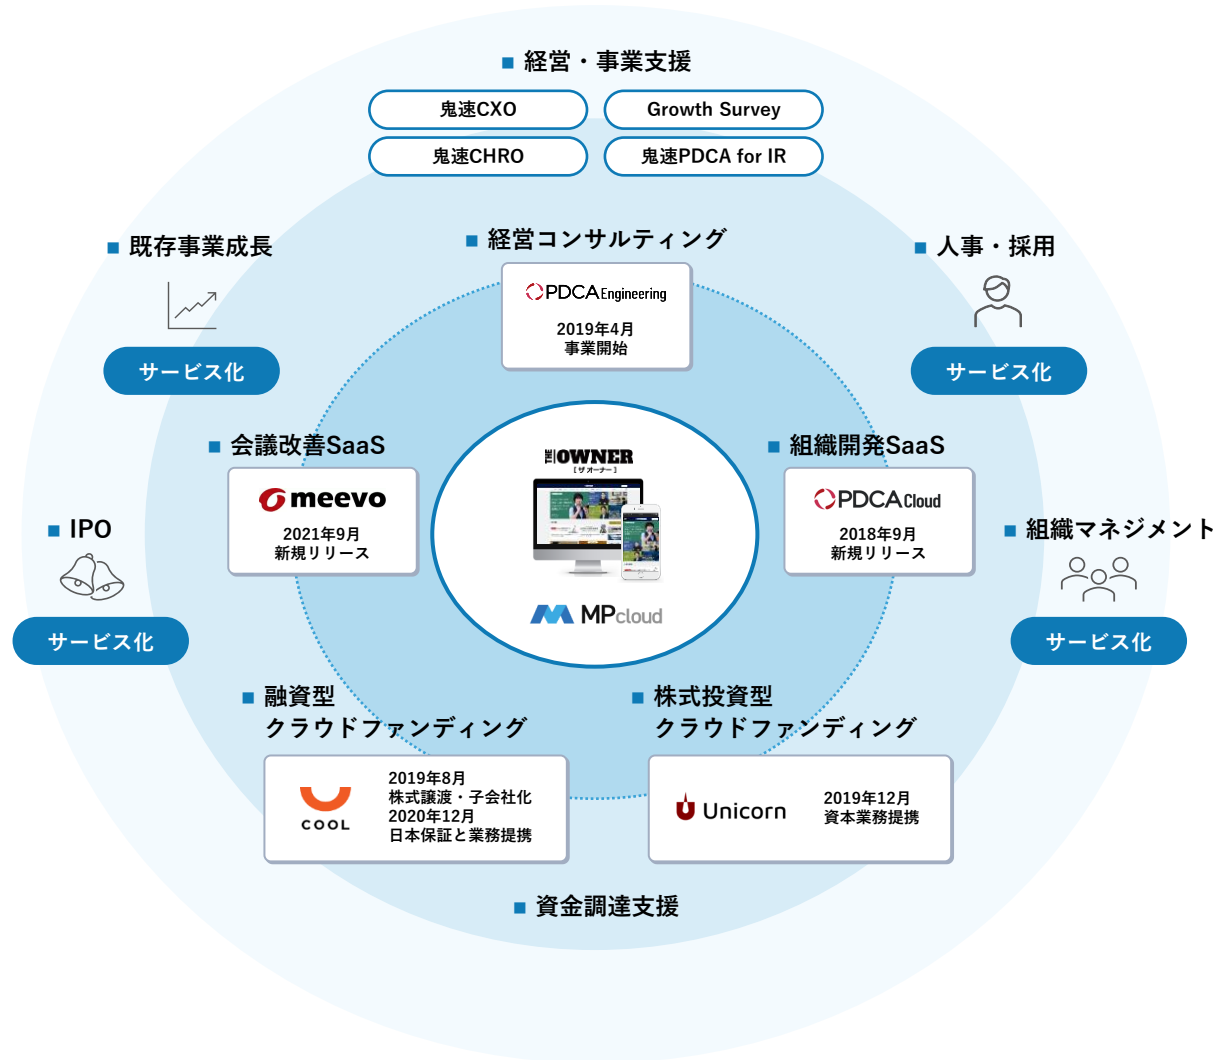 経営・事業支援
鬼速CXO
Growth Survey
鬼速CHRO
鬼速PDCA for IR
既存事業成長
サービス化
経営コンサルティング
PDCA Engineering
2019年4月
事業開始
人事・採用
サービス化
会議改善SaaS
meevo
2021年9月
新規リリース
THE OWNER
[ ザ オーナー ]
MPcloud
組織開発SaaS
PDCA Cloud
2018年9月
新規リリース
IPO
サービス化
組織マネジメント
サービス化
融資型
クラウドファンディング
COOL
2019年8月
株式譲渡・子会社化
2020年12月
日本保証と業務提携
株式投資型
クラウドファンディング
Unicorn
2019年12月
資本業務提携
資金調達支援